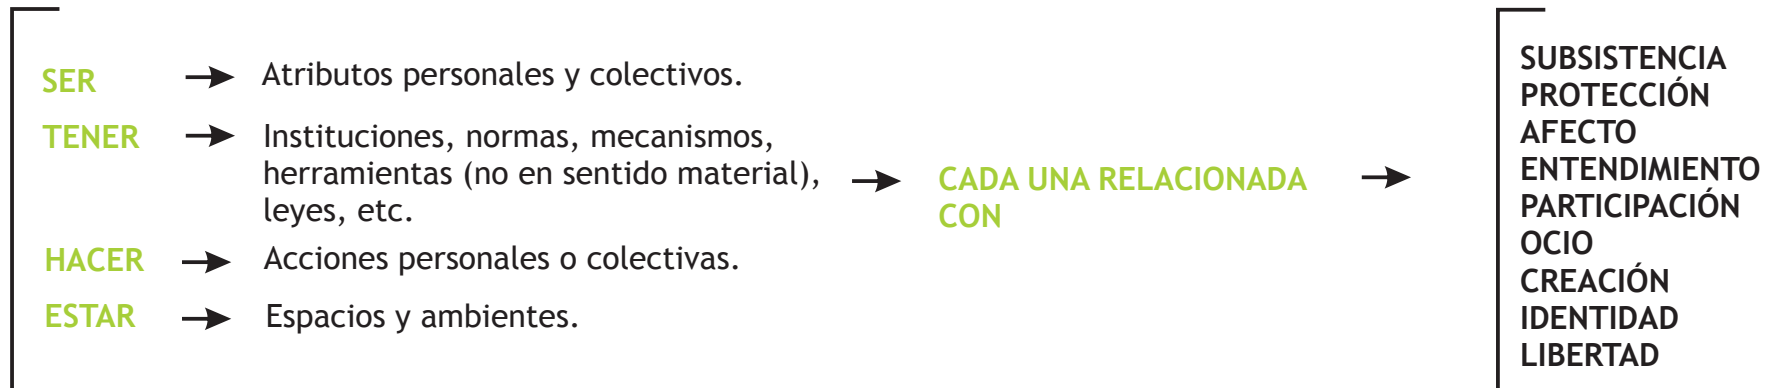 SER → Atributos personales y colectivos.
TENER → Instituciones, normas, mecanismos,
herramientas (no en sentido material),
leyes, etc.
HACER → Acciones personales o colectivas.
ESTAR → Espacios y ambientes.
→ CADA UNA RELACIONADA
CON →
SUBSISTENCIA
PROTECCIÓN
AFECTO
ENTENDIMIENTO
PARTICIPACIÓN
OCIO
CREACIÓN
IDENTIDAD
LIBERTAD